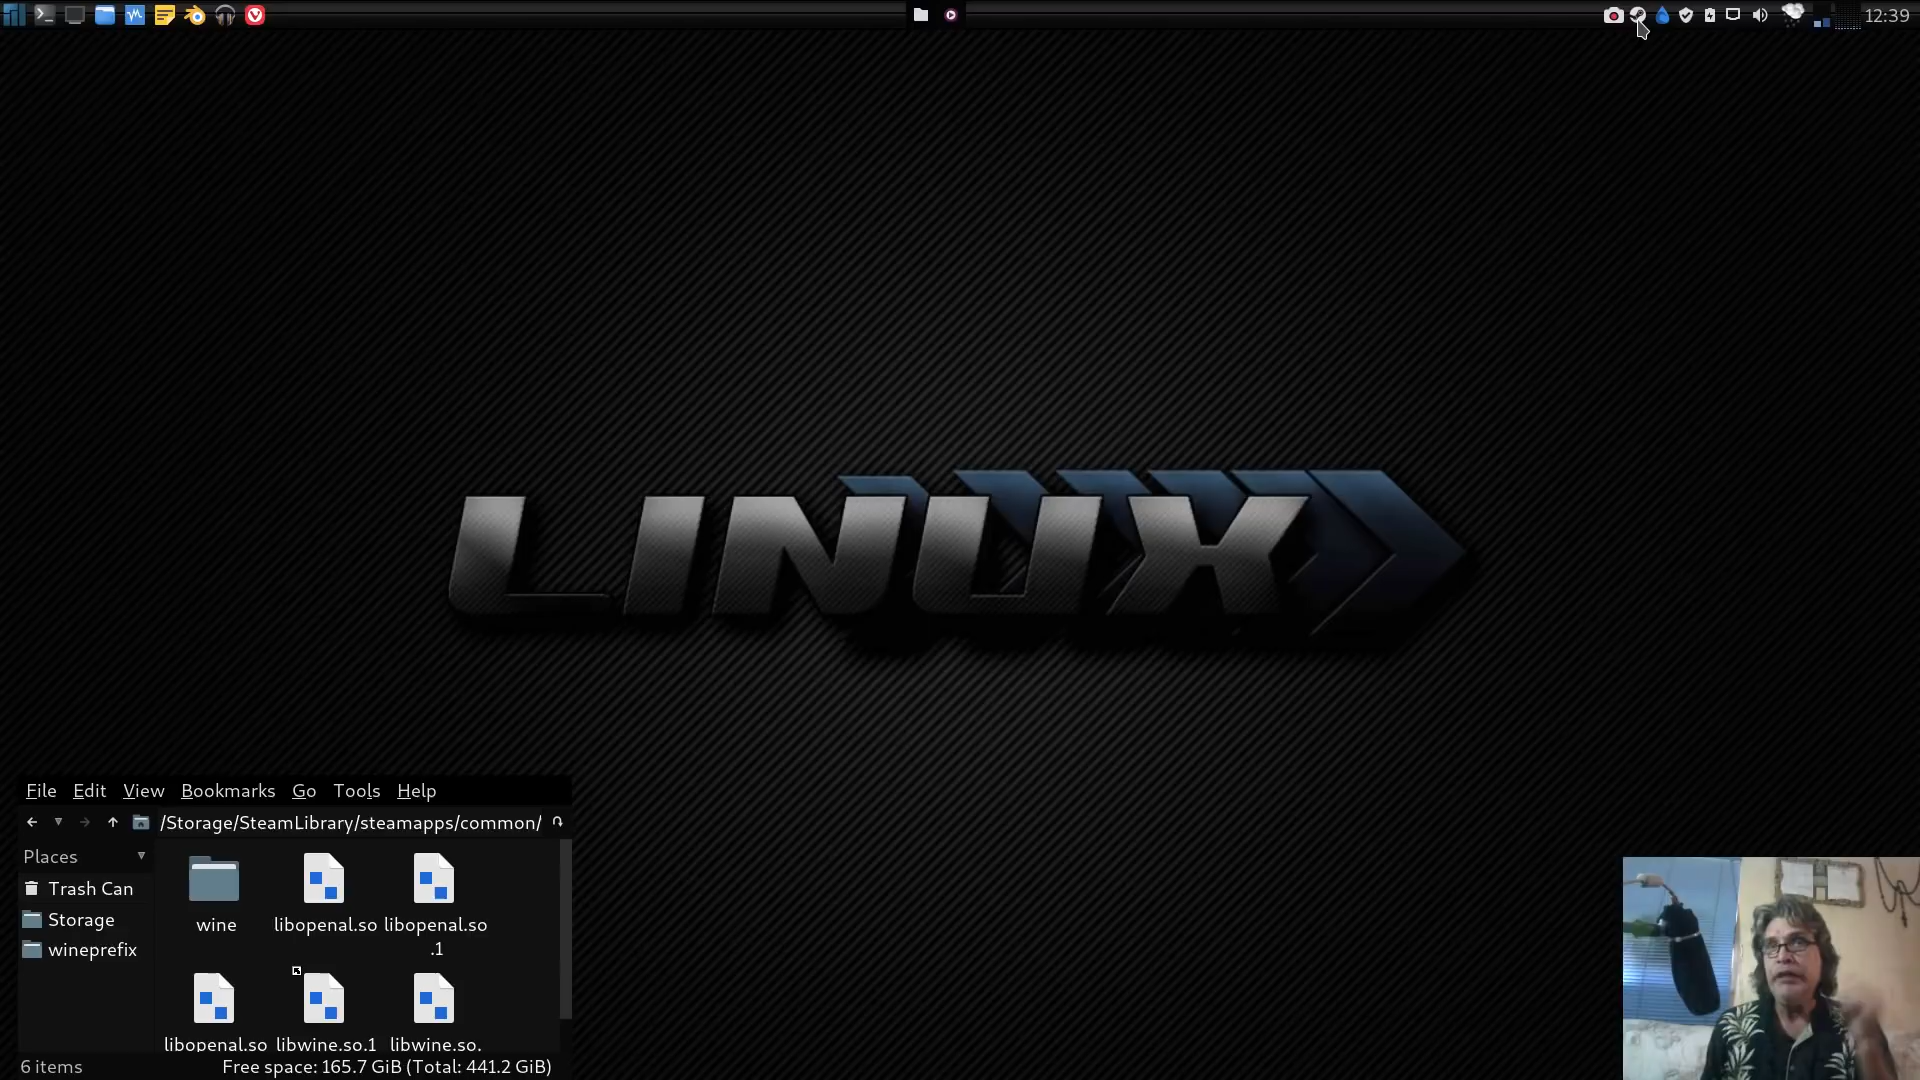 12:39
LINUX
File Edit View Bookmarks Go Tools Help
/Storage/SteamLibrary/steamapps/common/
Places
Trash Can
Storage
wineprefix
wine
libopenal.so
libopenal.so
.1
libopenal.so
libwine.so.1
libwine.so.
6 items
Free space: 165.7 GiB (Total: 441.2 GiB)